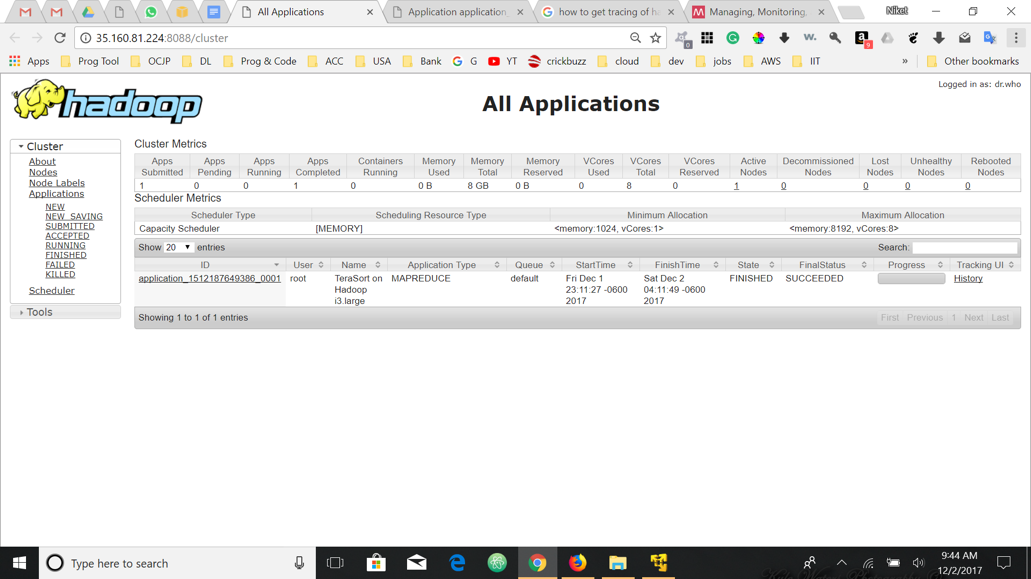 All Applications
Application application_
how to get tracing of ha
Managing, Monitoring,
Niket
35.160.81.224:8088/cluster
Apps Prog Tool OCJP DL Prog & Code ACC USA Bank G YT crickbuzz cloud dev jobs AWS IIT » Other bookmarks
Logged in as: dr.who
hadoop
All Applications
Cluster
About
Nodes
Node Labels
Applications
NEW
NEW_SAVING
SUBMITTED
ACCEPTED
RUNNING
FINISHED
FAILED
KILLED
Scheduler
Tools
Cluster Metrics
Apps Submitted Apps Pending Apps Running Apps Completed Containers Running Memory Used Memory Total Memory Reserved VCores Used VCores Total VCores Reserved Active Nodes Decommissioned Nodes Lost Nodes Unhealthy Nodes Rebooted Nodes
1 0 0 1 0 0 B 8 GB 0 B 0 8 0 1 0 0 0 0
Scheduler Metrics
Scheduler Type Scheduling Resource Type Minimum Allocation Maximum Allocation
Capacity Scheduler [MEMORY] <memory:1024, vCores:1> <memory:8192, vCores:8>
Show 20 entries Search:
ID User Name Application Type Queue StartTime FinishTime State FinalStatus Progress Tracking UI
application_1512187649386_0001 root TeraSort on Hadoop i3.large MAPREDUCE default Fri Dec 1 23:11:27 -0600 2017 Sat Dec 2 04:11:49 -0600 2017 FINISHED SUCCEEDED History
Showing 1 to 1 of 1 entries First Previous 1 Next Last
Type here to search
9:44 AM
12/2/2017